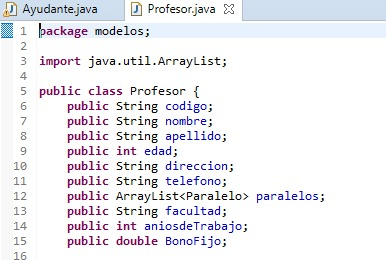 Ayudante.java Profesor.java
1 package modelos;
2
3 import java.util.ArrayList;
4
5 public class Profesor {
6 public String codigo;
7 public String nombre;
8 public String apellido;
9 public int edad;
10 public String direccion;
11 public String telefono;
12 public ArrayList<Paralelo> paralelos;
13 public String facultad;
14 public int aniosdeTrabajo;
15 public double BonoFijo;
16